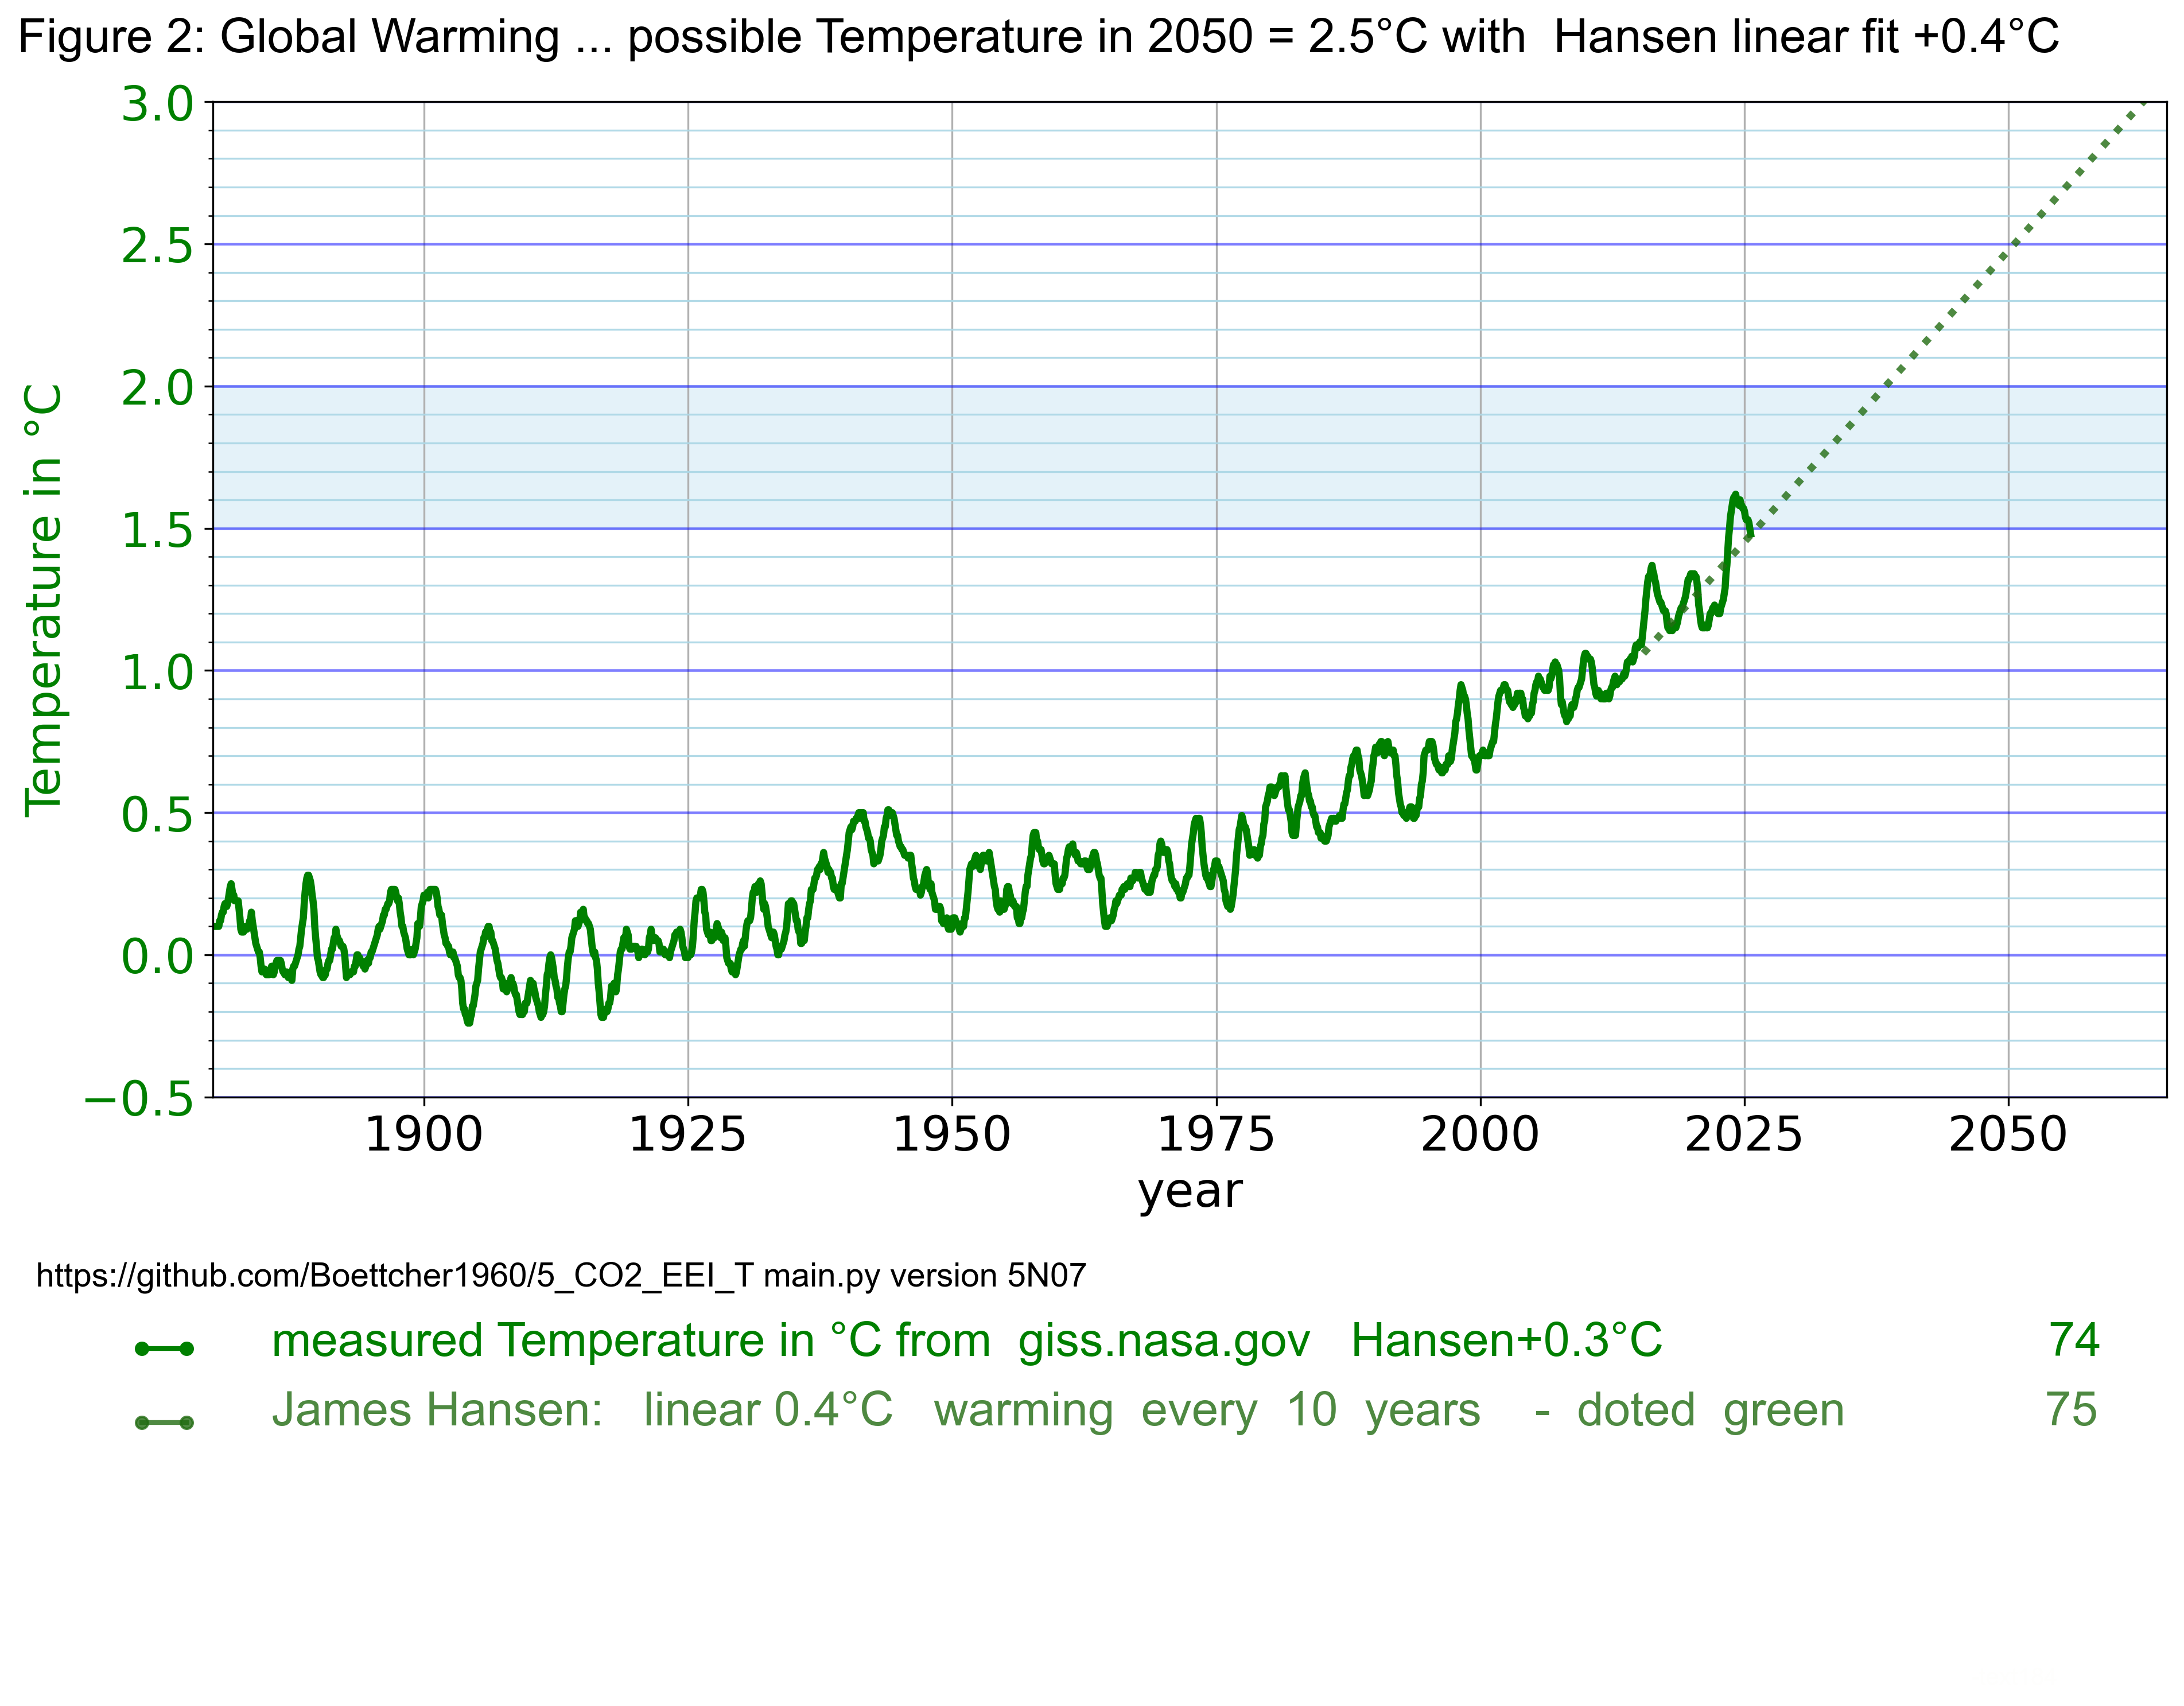 Figure 2: Global Warming ... possible Temperature in 2050 = 2.5°C with  Hansen linear fit +0.4°C
3.0
2.5
2.0
1.5
1.0
0.5
0.0
−0.5
Temperature in °C
1900 1925 1950 1975 2000 2025 2050
year
https://github.com/Boettcher1960/5_CO2_EEI_T main.py version 5N07
measured Temperature in °C from  giss.nasa.gov   Hansen+0.3°C 74
James Hansen:   linear 0.4°C   warming  every  10  years    -  doted  green 75